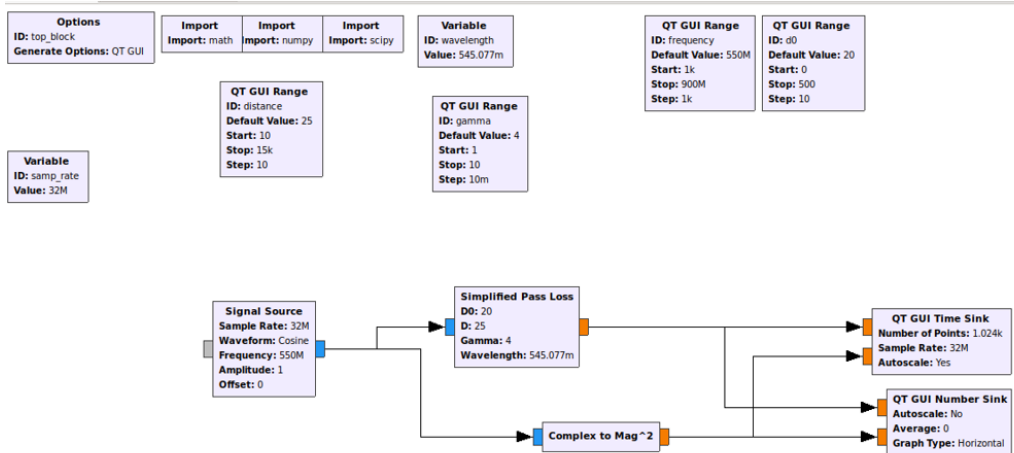 Options
ID: top_block
Generate Options: QT GUI
Import
Import: math
Import
Import: numpy
Import
Import: scipy
Variable
ID: wavelength
Value: 545.077m
QT GUI Range
ID: frequency
Default Value: 550M
Start: 1k
Stop: 900M
Step: 1k
QT GUI Range
ID: d0
Default Value: 20
Start: 0
Stop: 500
Step: 10
QT GUI Range
ID: distance
Default Value: 25
Start: 10
Stop: 15k
Step: 10
QT GUI Range
ID: gamma
Default Value: 4
Start: 1
Stop: 10
Step: 10m
Variable
ID: samp_rate
Value: 32M
Signal Source
Sample Rate: 32M
Waveform: Cosine
Frequency: 550M
Amplitude: 1
Offset: 0
Simplified Pass Loss
D0: 20
D: 25
Gamma: 4
Wavelength: 545.077m
Complex to Mag^2
QT GUI Time Sink
Number of Points: 1.024k
Sample Rate: 32M
Autoscale: Yes
QT GUI Number Sink
Autoscale: No
Average: 0
Graph Type: Horizontal